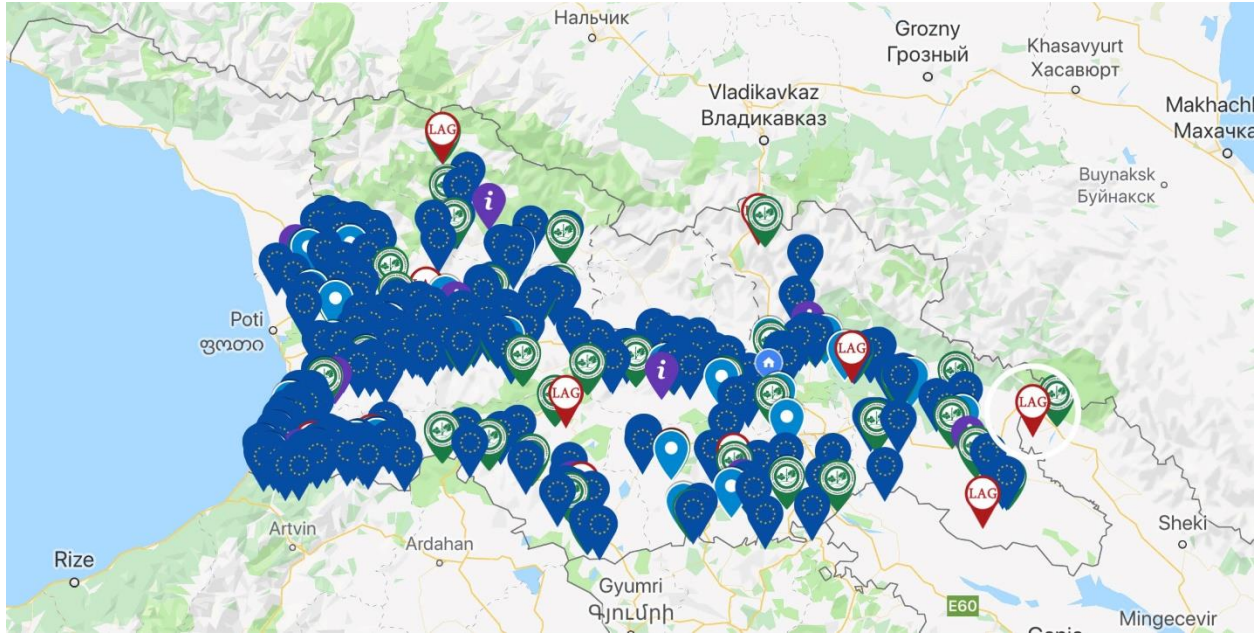 Нальчик
Grozny
Грозный
Khasavyurt
Хасавюрт
Vladikavkaz
Владикавказ
Makhachka
Махачка
LAG
Buynaksk
Буйнакск
i
Poti
ფოთი
LAG
i
LAG
LAG
LAG
Artvin
Ardahan
Sheki
Rize
Gyumri
Գյումրի
E60
Mingecevir